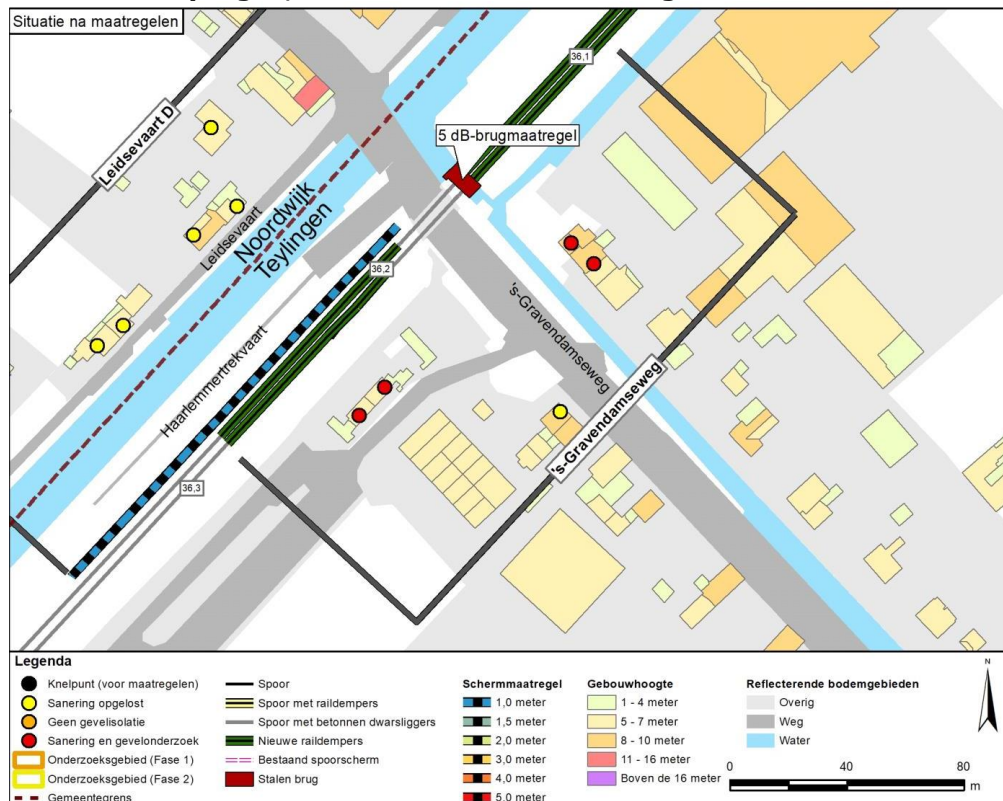 Situatie na maatregelen
36,1
Leidsevaart D
5 dB-brugmaatregel
Noordwijk
Teylingen
Leidsevaart
36,2
Haarlemmertrekvaart
's-Gravendamseweg
's-Gravendamseweg
36,3
Legenda
Knelpunt (voor maatregelen)
Sanering opgelost
Geen gevelisolatie
Sanering en gevelonderzoek
Onderzoeksgebied (Fase 1)
Onderzoeksgebied (Fase 2)
Gemeentegrens
Spoor
Spoor met raildempers
Spoor met betonnen dwarsliggers
Nieuwe raildempers
Bestaand spoorscherm
Stalen brug
Schermmaatregel
1,0 meter
1,5 meter
2,0 meter
3,0 meter
4,0 meter
5,0 meter
Gebouwhoogte
1 - 4 meter
5 - 7 meter
8 - 10 meter
11 - 16 meter
Boven de 16 meter
Reflecterende bodemgebieden
Overig
Weg
Water
N
0 40 80
m